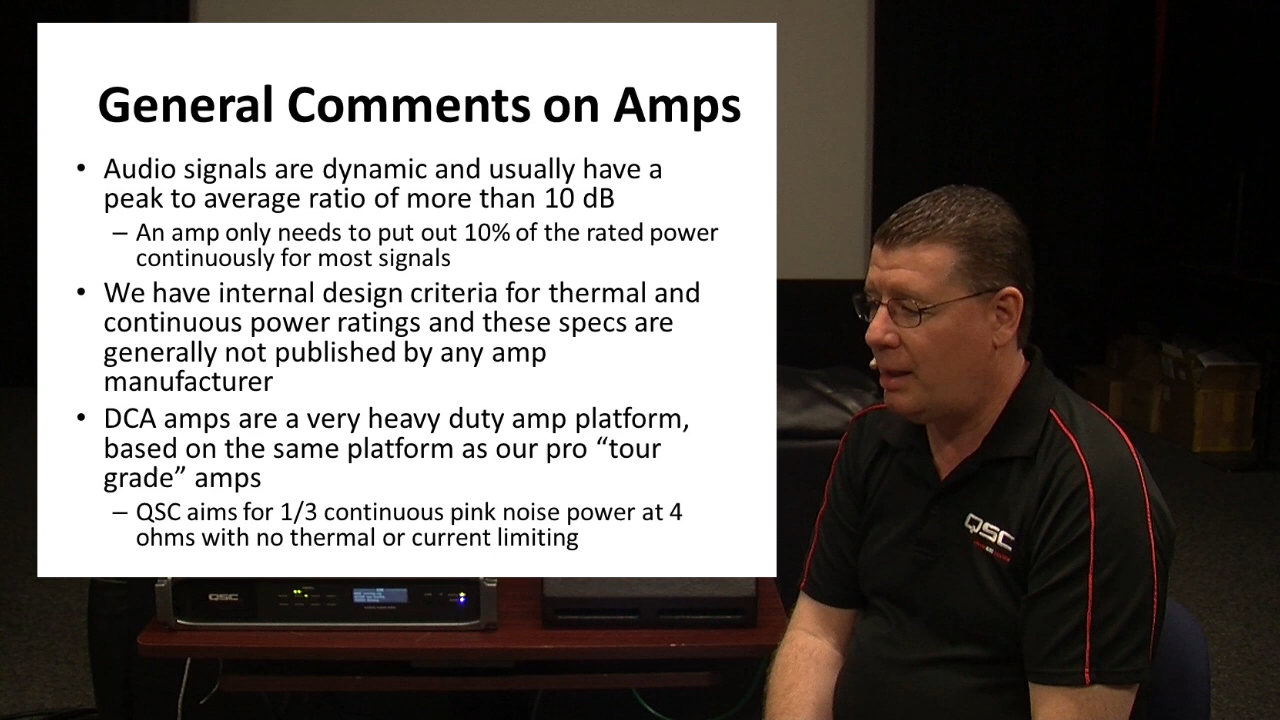 General Comments on Amps
• Audio signals are dynamic and usually have a
peak to average ratio of more than 10 dB
– An amp only needs to put out 10% of the rated power
continuously for most signals
• We have internal design criteria for thermal and
continuous power ratings and these specs are
generally not published by any amp
manufacturer
• DCA amps are a very heavy duty amp platform,
based on the same platform as our pro “tour
grade” amps
– QSC aims for 1/3 continuous pink noise power at 4
ohms with no thermal or current limiting
QSC
QSC